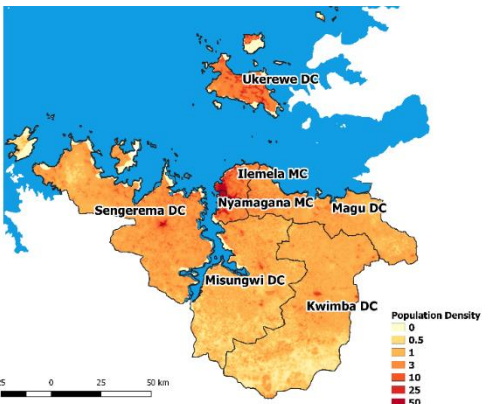 Ukerewe DC
Ilemela MC
Nyamagana MC
Magu DC
Sengerema DC
Misungwi DC
Kwimba DC
Population Density
0
0.5
1
3
10
25
50
25 0 25 50 km